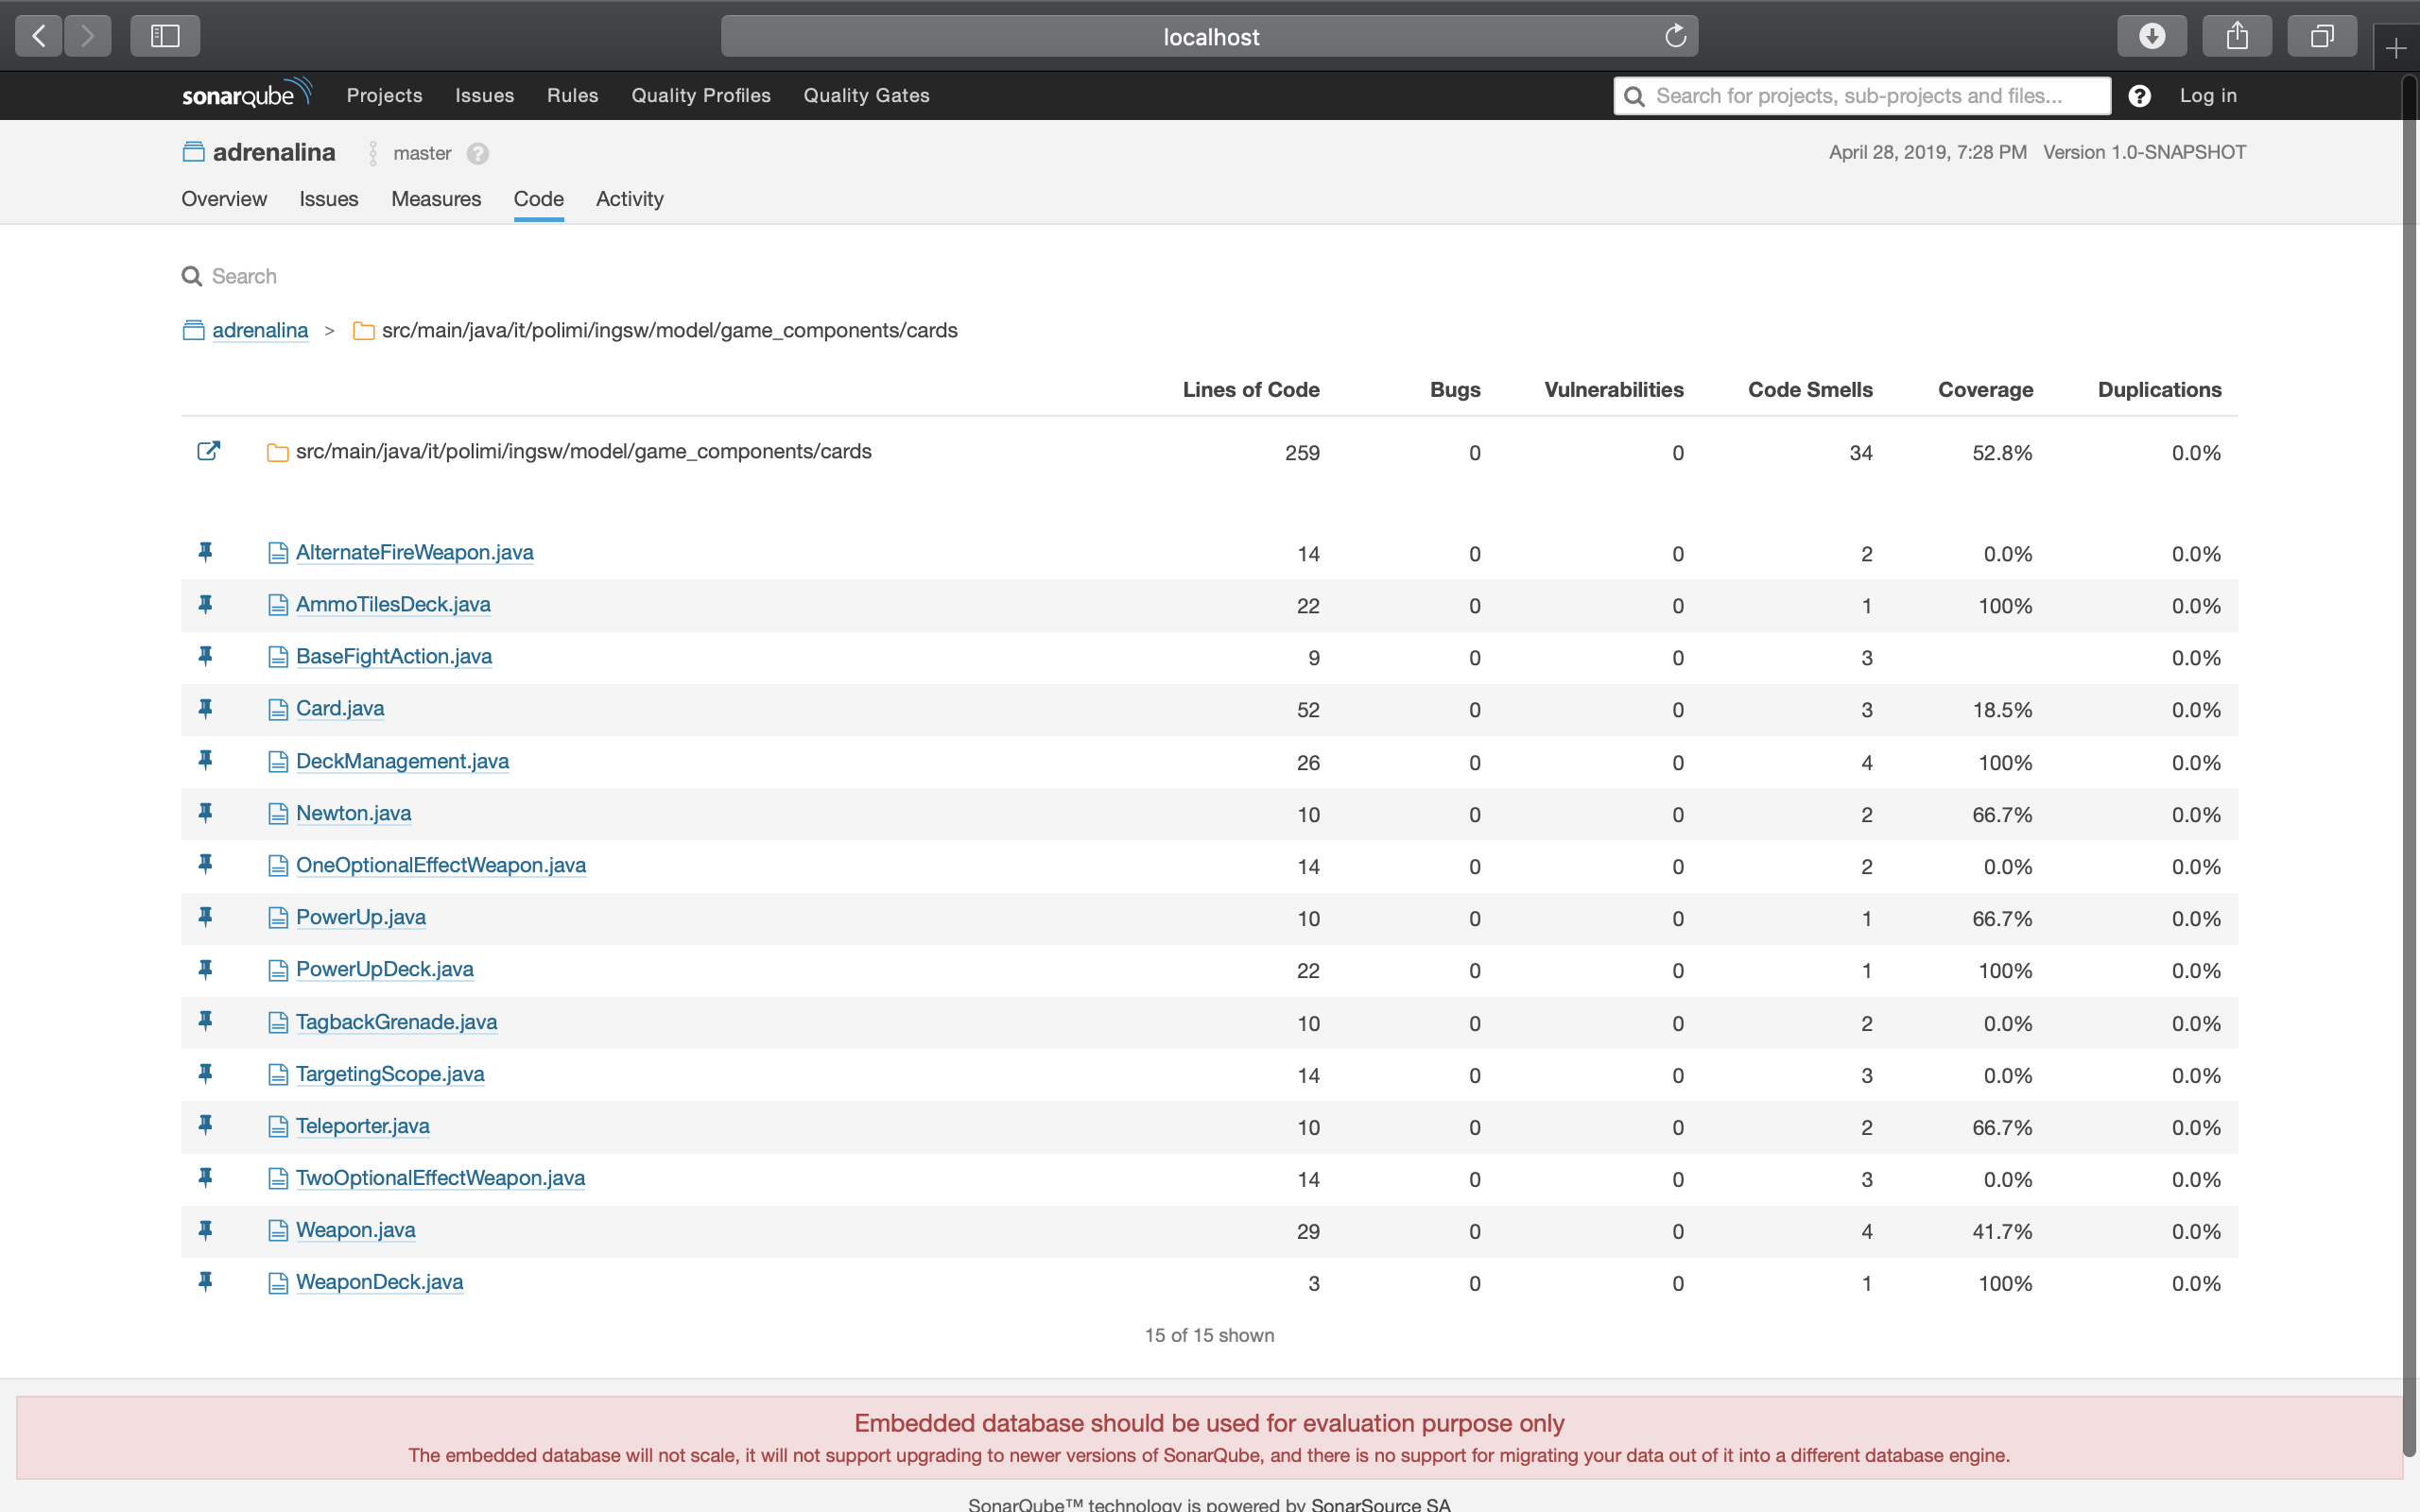 localhost
sonarqube Projects Issues Rules Quality Profiles Quality Gates Search for projects, sub-projects and files... Log in
adrenalina master April 28, 2019, 7:28 PM Version 1.0-SNAPSHOT
Overview Issues Measures Code Activity
Search
adrenalina > src/main/java/it/polimi/ingsw/model/game_components/cards
Lines of Code Bugs Vulnerabilities Code Smells Coverage Duplications
src/main/java/it/polimi/ingsw/model/game_components/cards 259 0 0 34 52.8% 0.0%
AlternateFireWeapon.java 14 0 0 2 0.0% 0.0%
AmmoTilesDeck.java 22 0 0 1 100% 0.0%
BaseFightAction.java 9 0 0 3 0.0%
Card.java 52 0 0 3 18.5% 0.0%
DeckManagement.java 26 0 0 4 100% 0.0%
Newton.java 10 0 0 2 66.7% 0.0%
OneOptionalEffectWeapon.java 14 0 0 2 0.0% 0.0%
PowerUp.java 10 0 0 1 66.7% 0.0%
PowerUpDeck.java 22 0 0 1 100% 0.0%
TagbackGrenade.java 10 0 0 2 0.0% 0.0%
TargetingScope.java 14 0 0 3 0.0% 0.0%
Teleporter.java 10 0 0 2 66.7% 0.0%
TwoOptionalEffectWeapon.java 14 0 0 3 0.0% 0.0%
Weapon.java 29 0 0 4 41.7% 0.0%
WeaponDeck.java 3 0 0 1 100% 0.0%
15 of 15 shown
Embedded database should be used for evaluation purpose only
The embedded database will not scale, it will not support upgrading to newer versions of SonarQube, and there is no support for migrating your data out of it into a different database engine.
SonarQube™ technology is powered by SonarSource SA